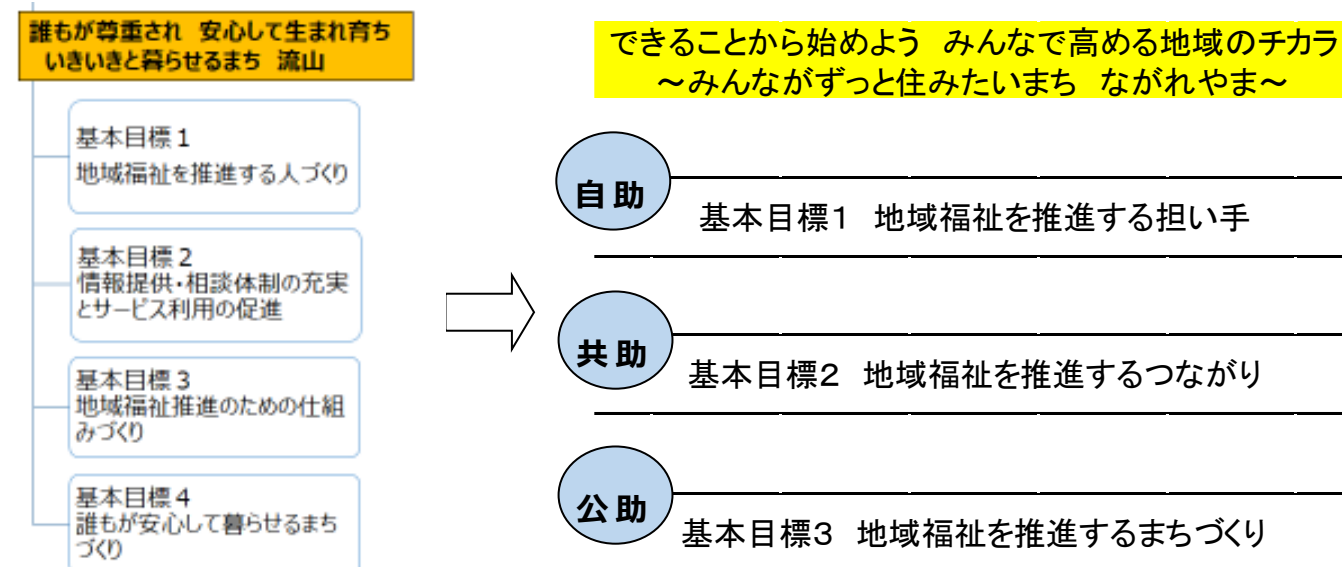 誰もが尊重され　安心して生まれ育ち
いきいきと暮らせるまち　流山
基本目標１
地域福祉を推進する人づくり
基本目標２
情報提供・相談体制の充実
とサービス利用の促進
基本目標３
地域福祉推進のための仕組
みづくり
基本目標４
誰もが安心して暮らせるまち
づくり
できることから始めよう　みんなで高める地域のチカラ
～みんながずっと住みたいまち　ながれやま～
自助
基本目標１　地域福祉を推進する担い手
共助
基本目標２　地域福祉を推進するつながり
公助
基本目標３　地域福祉を推進するまちづくり